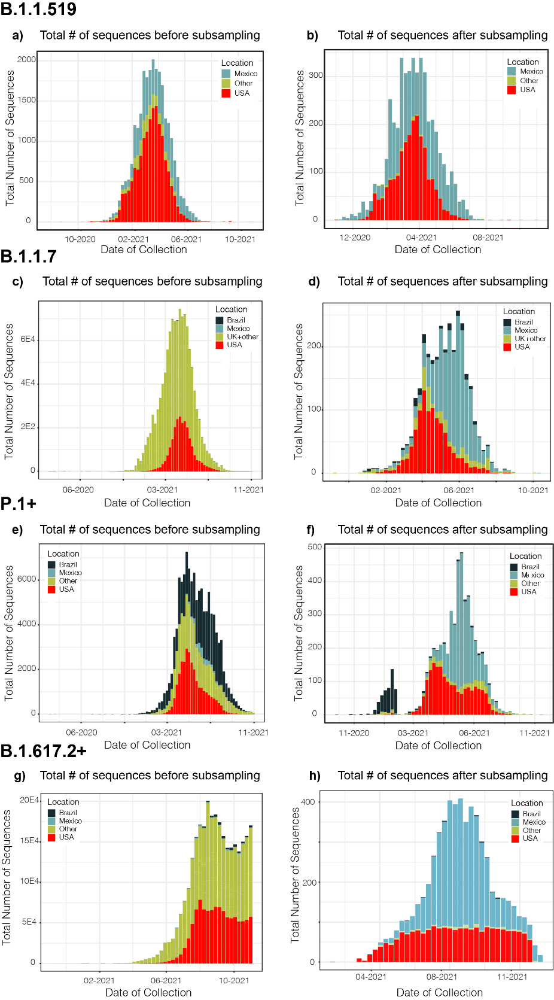 B.1.1.519
a) Total # of sequences before subsampling
b) Total # of sequences after subsampling
Total Number of Sequences
2000
1500
1000
500
0
Location
Mexico
Other
USA
10-2020 02-2021 06-2021 10-2021
Date of Collection
Total Number of Sequences
300
200
100
0
Location
Mexico
Other
USA
12-2020 04-2021 08-2021
Date of Collection
B.1.1.7
c) Total # of sequences before subsampling
d) Total # of sequences after subsampling
Total Number of Sequences
6E4
4E4
2E2
0
Location
Brazil
Mexico
UK+other
USA
06-2020 03-2021 11-2021
Date of Collection
Total Number of Sequences
200
100
0
Location
Brazil
Mexico
UK+other
USA
02-2021 06-2021 10-2021
Date of Collection
P.1+
e) Total # of sequences before subsampling
f) Total # of sequences after subsampling
Total Number of Sequences
6000
4000
2000
0
Location
Brazil
Mexico
Other
USA
06-2020 03-2021 11-2021
Date of Collection
Total Number of Sequences
500
400
300
200
100
0
Location
Brazil
Mexico
Other
USA
11-2020 03-2021 06-2021 11-2021
Date of Collection
B.1.617.2+
g) Total # of sequences before subsampling
h) Total # of sequences after subsampling
Total Number of Sequences
20E4
15E4
10E4
5E4
0
Location
Brazil
Mexico
Other
USA
02-2021 06-2021 10-2021
Date of Collection
Total Number of Sequences
400
200
0
Location
Brazil
Mexico
Other
USA
04-2021 08-2021 11-2021
Date of Collection